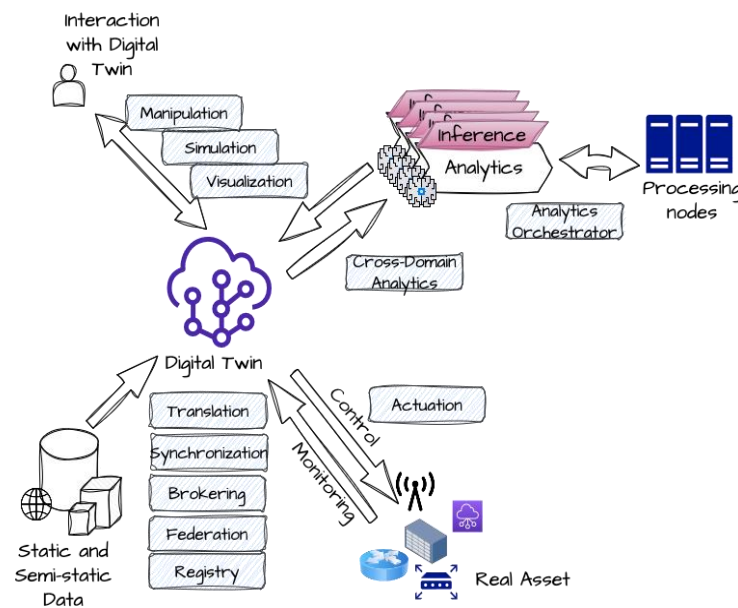 Interaction
with Digital
Twin
Manipulation
Simulation
Visualization
Inference
Analytics
Processing
nodes
Analytics
Orchestrator
Cross-Domain
Analytics
Digital Twin
Translation
Synchronization
Brokering
Federation
Registry
Control
Monitoring
Actuation
Static and
Semi-static
Data
Real Asset